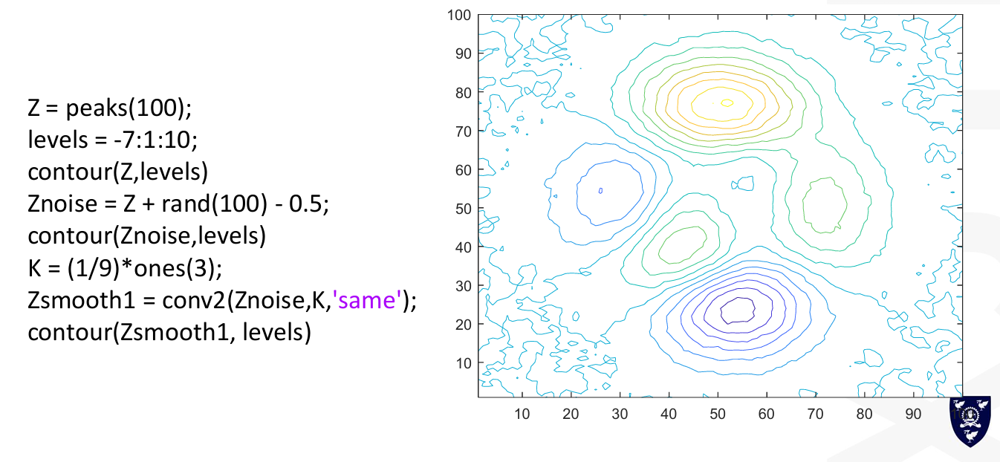 Z = peaks(100);
levels = -7:1:10;
contour(Z,levels)
Znoise = Z + rand(100) - 0.5;
contour(Znoise,levels)
K = (1/9)*ones(3);
Zsmooth1 = conv2(Znoise,K,'same');
contour(Zsmooth1, levels)
100
90
80
70
60
50
40
30
20
10
10 20 30 40 50 60 70 80 90